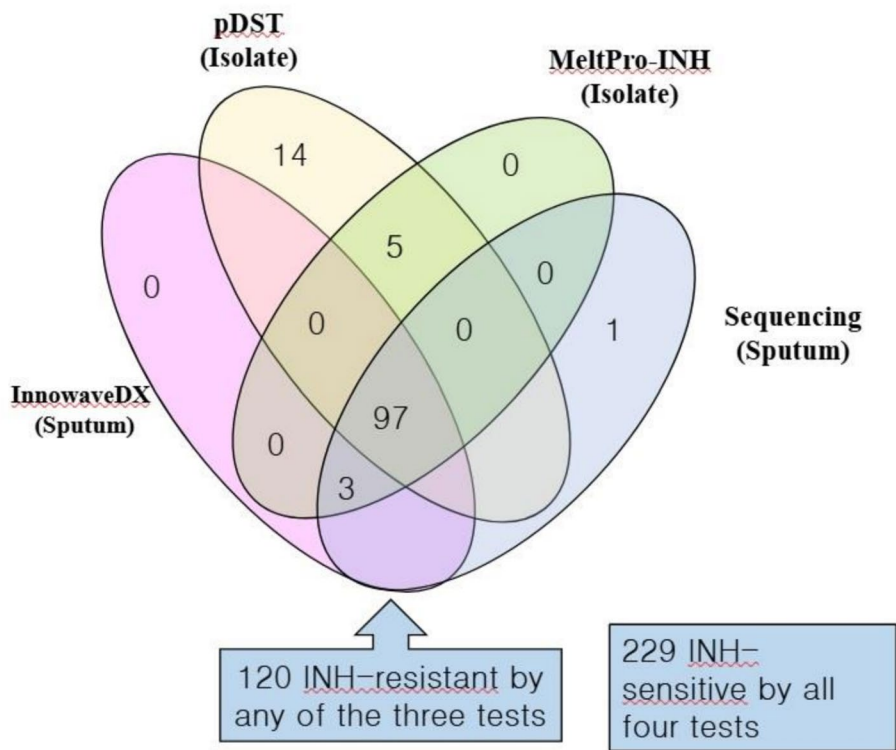 pDST
(Isolate)
MeltPro-INH
(Isolate)
14
0
5
0
0
0
0
1
Sequencing
(Sputum)
InnowaveDX
(Sputum)
97
0
3
120 INH-resistant by
any of the three tests
229 INH-
sensitive by all
four tests